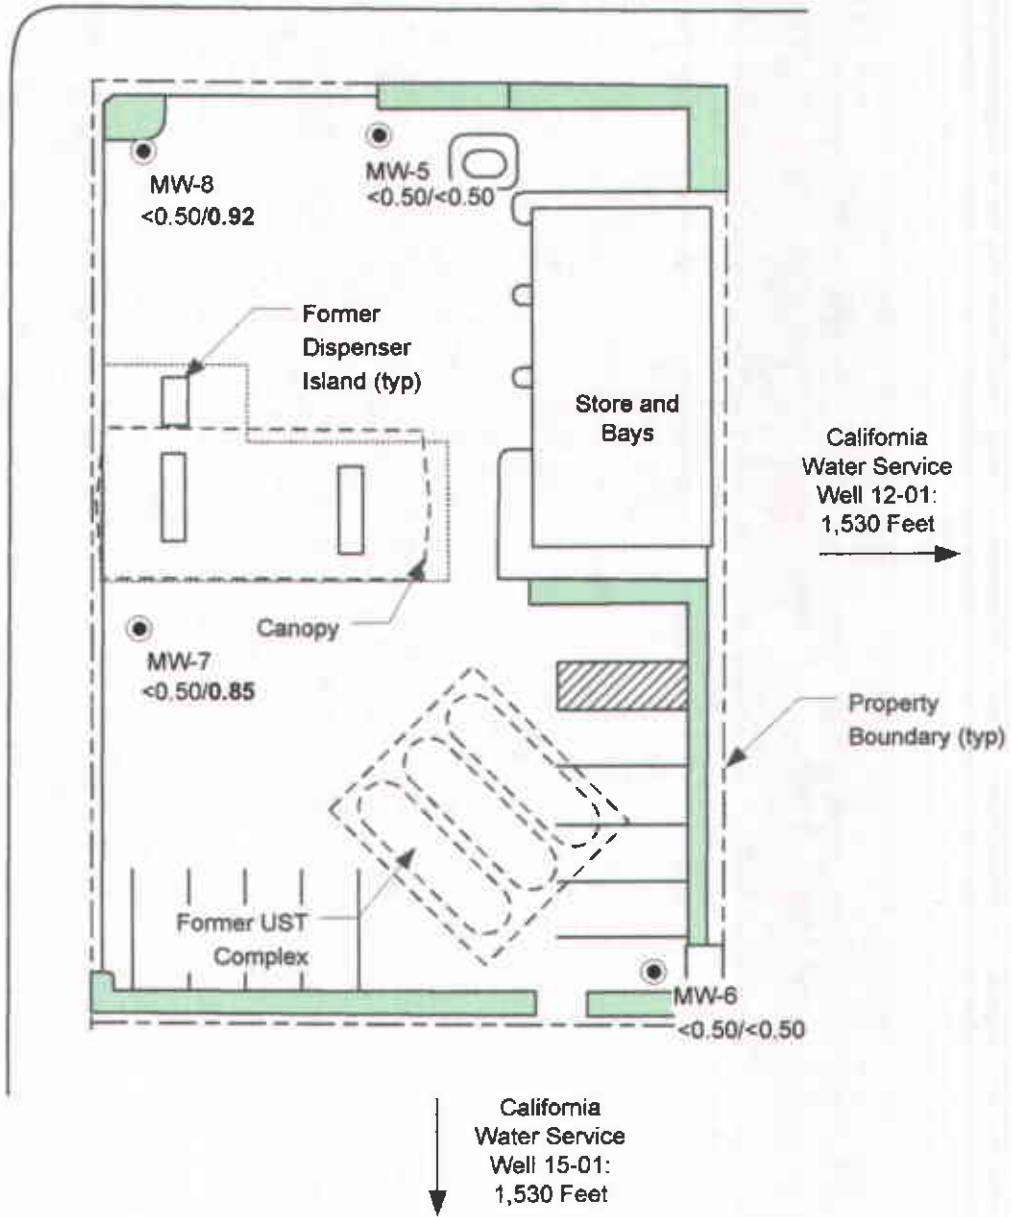 MW-8
<0.50/0.92
MW-5
<0.50/<0.50
Former
Dispenser
Island (typ)
Store and
Bays
California
Water Service
Well 12-01:
1,530 Feet
Canopy
MW-7
<0.50/0.85
Property
Boundary (typ)
Former UST
Complex
MW-6
<0.50/<0.50
California
Water Service
Well 15-01:
1,530 Feet